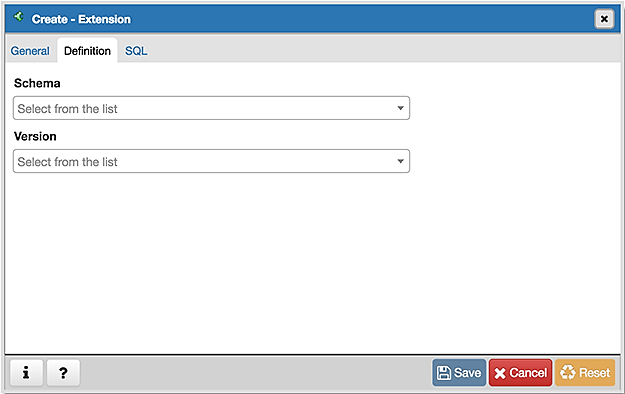 Create - Extension
General Definition SQL
Schema
Select from the list
Version
Select from the list
i ? Save Cancel Reset